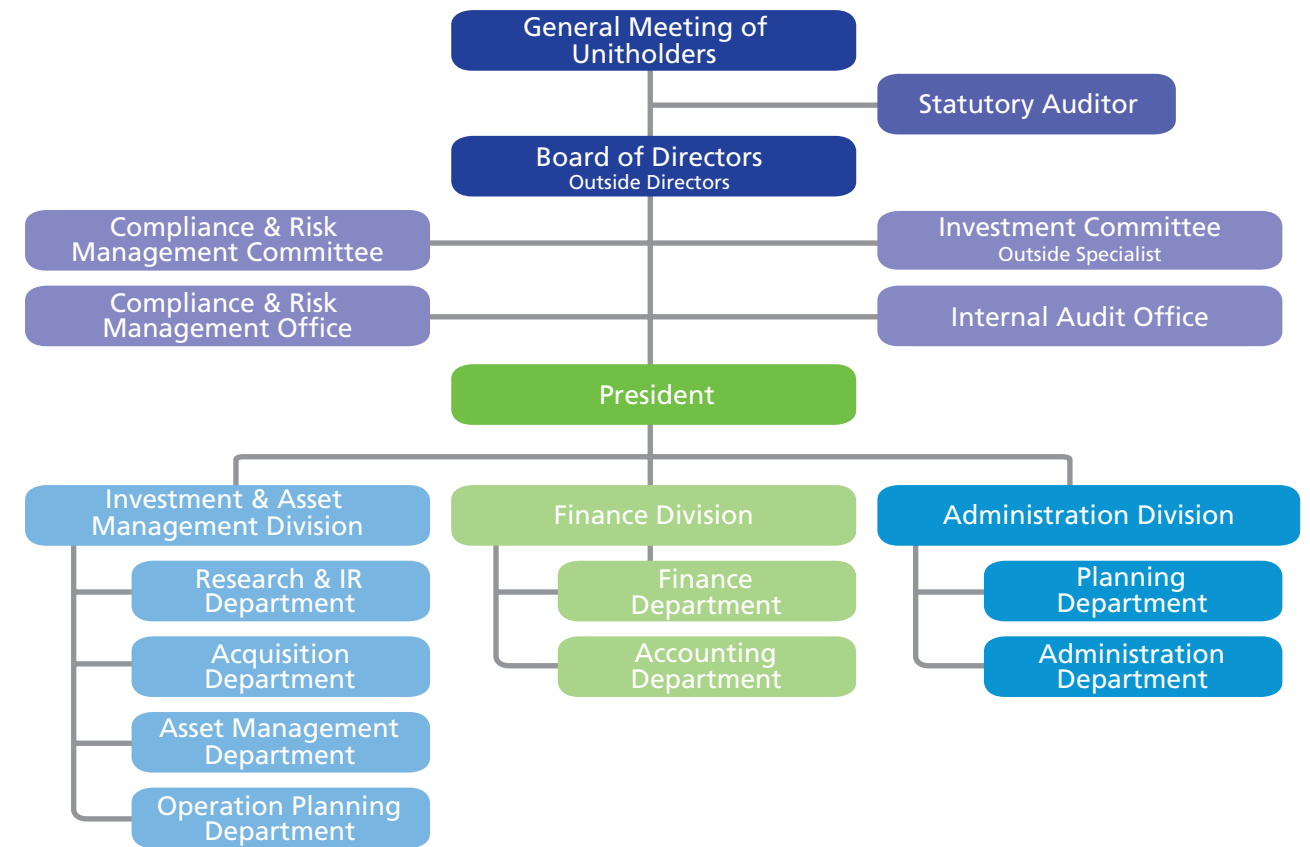 General Meeting of
Unitholders
Statutory Auditor
Board of Directors
Outside Directors
Compliance & Risk
Management Committee
Investment Committee
Outside Specialist
Compliance & Risk
Management Office
Internal Audit Office
President
Investment & Asset
Management Division
Finance Division
Administration Division
Research & IR
Department
Acquisition
Department
Asset Management
Department
Operation Planning
Department
Finance
Department
Accounting
Department
Planning
Department
Administration
Department